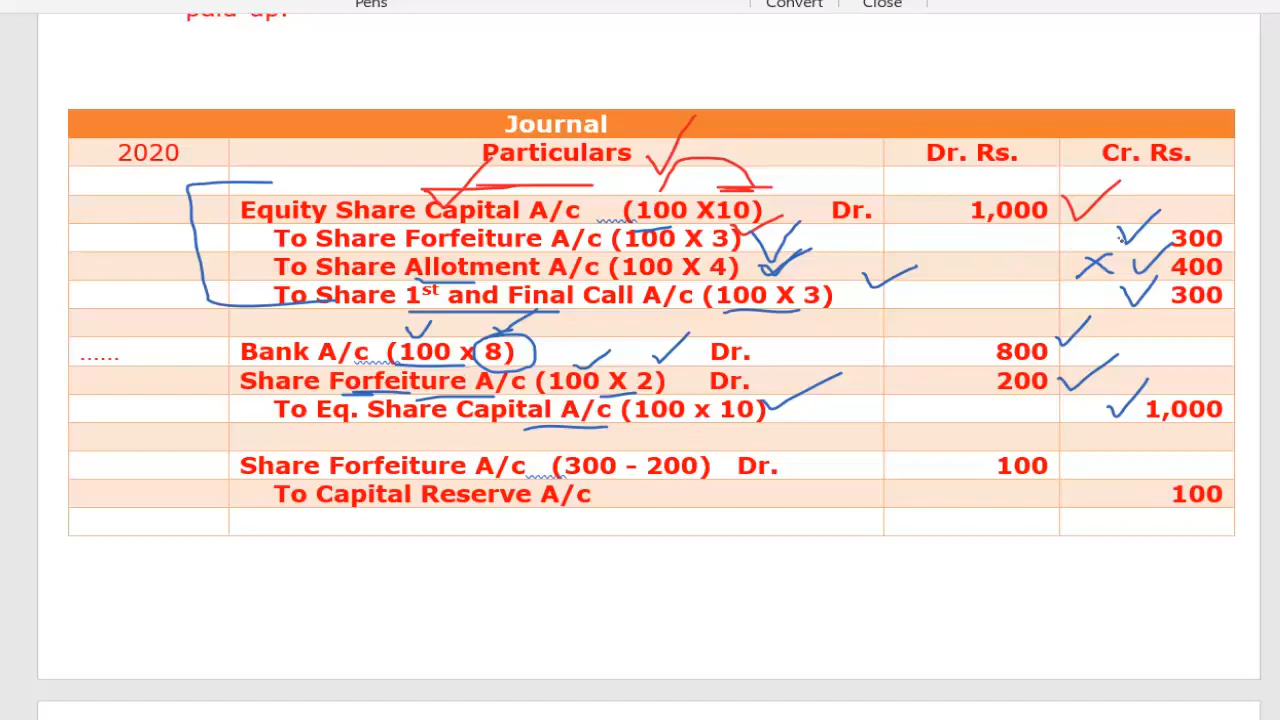 Pens Convert Close
paid up.
Journal
2020 Particulars Dr. Rs. Cr. Rs.
Equity Share Capital A/c (100 X10) Dr. 1,000
To Share Forfeiture A/c (100 X 3) 300
To Share Allotment A/c (100 X 4) 400
To Share 1st and Final Call A/c (100 X 3) 300
...... Bank A/c (100 x 8) Dr. 800
Share Forfeiture A/c (100 X 2) Dr. 200
To Eq. Share Capital A/c (100 x 10) 1,000
Share Forfeiture A/c (300 - 200) Dr. 100
To Capital Reserve A/c 100